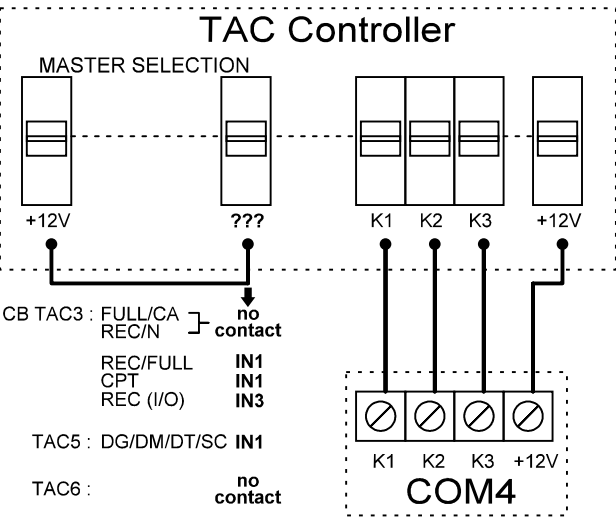 TAC Controller
MASTER SELECTION
+12V ??? K1 K2 K3 +12V
CB TAC3 : FULL/CA no
REC/N contact
REC/FULL IN1
CPT IN1
REC (I/O) IN3
TAC5 : DG/DM/DT/SC IN1
TAC6 : no
contact
K1 K2 K3 +12V
COM4